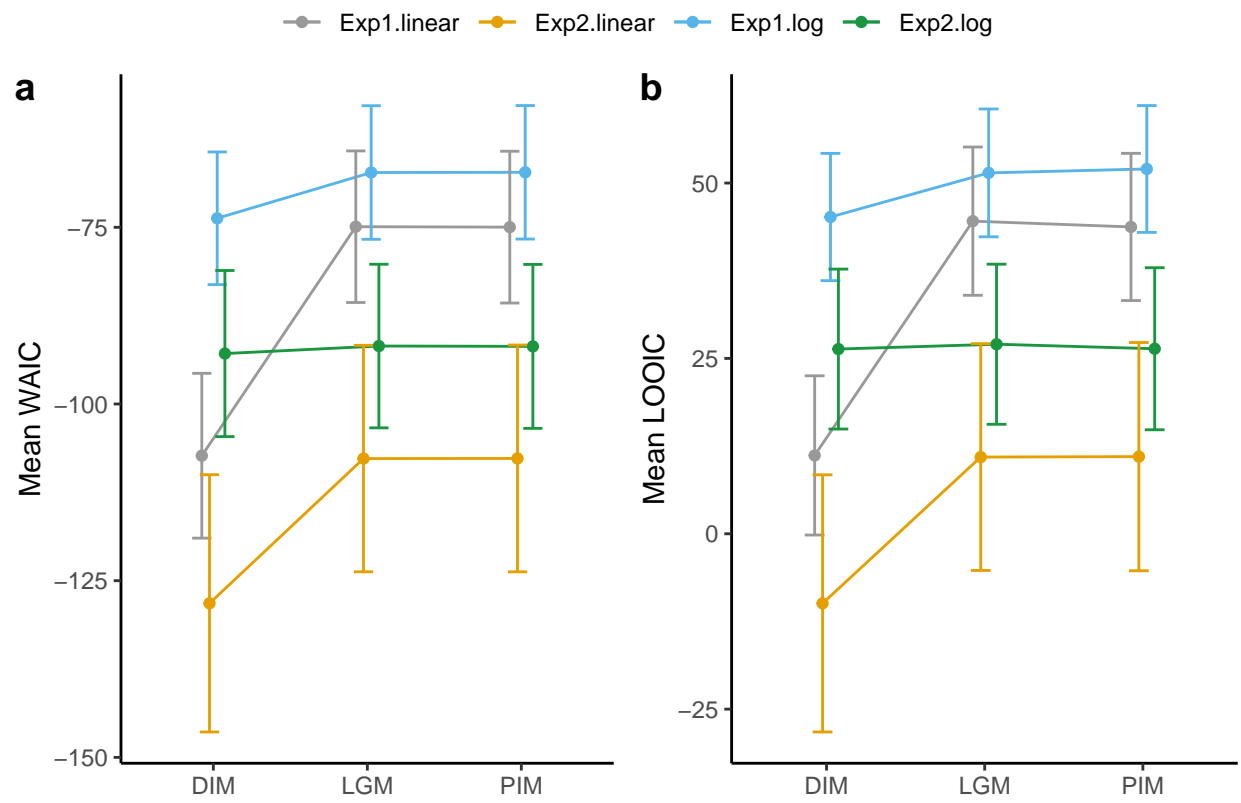 Exp1.linear Exp2.linear Exp1.log Exp2.log
a
Mean WAIC
−75
−100
−125
−150
DIM LGM PIM
b
Mean LOOIC
50
25
0
−25
DIM LGM PIM